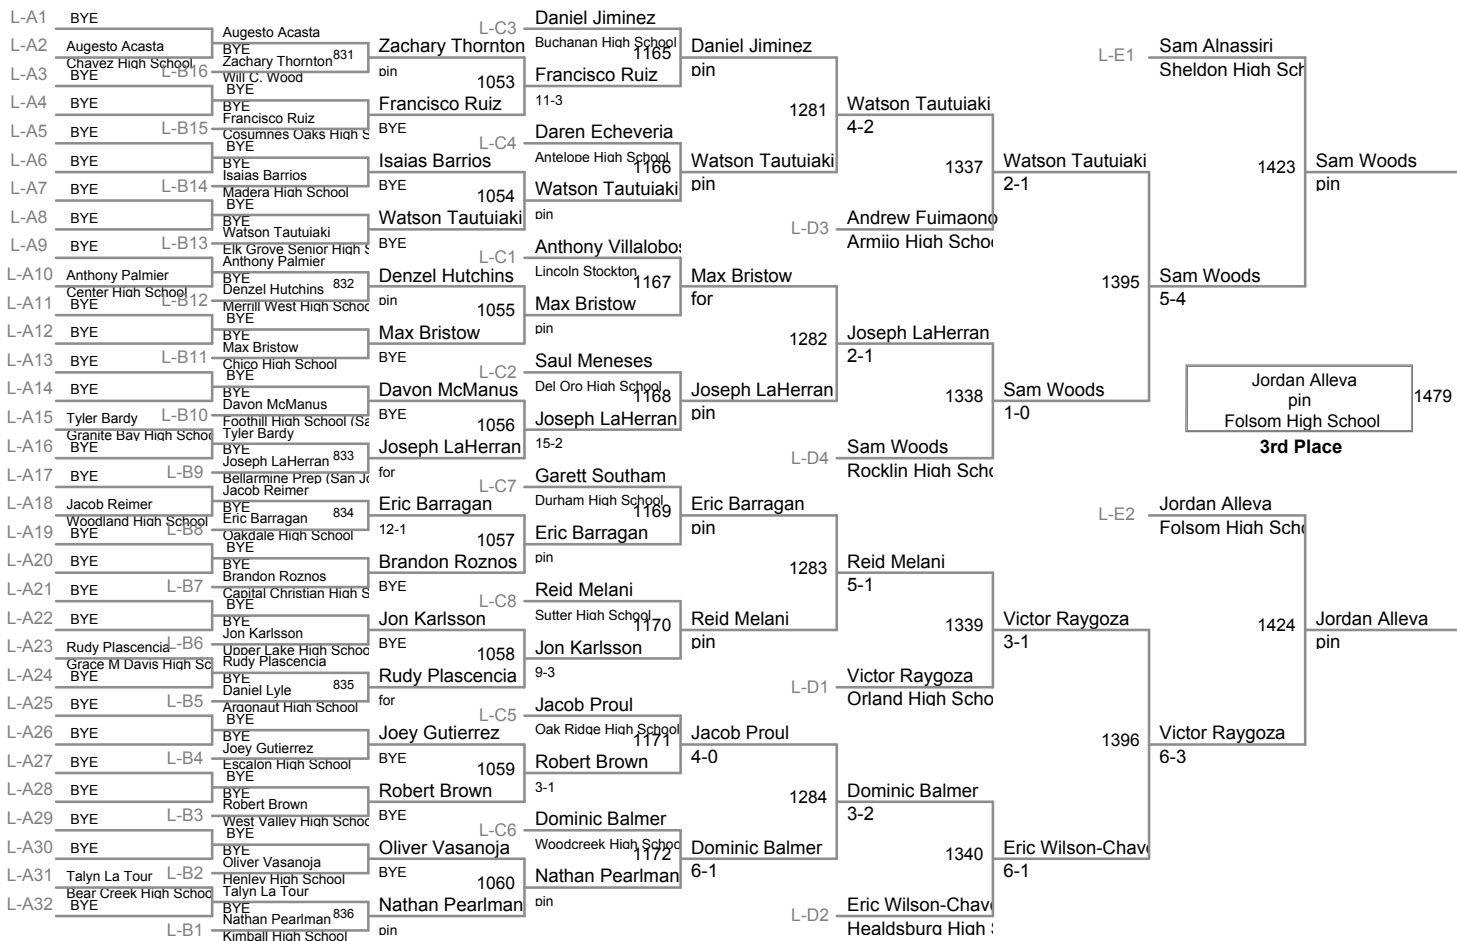 L-A1 BYE
L-A2 Augesto Acasta
Chavez High School
L-A3 BYE
L-A4 BYE
L-A5 BYE
L-A6 BYE
L-A7 BYE
L-A8 BYE
L-A9 BYE
L-A10 Anthony Palmier
Center High School
L-A11 BYE
L-A12 BYE
L-A13 BYE
L-A14 BYE
L-A15 Tyler Bardy
Granite Bay High Schoo
L-A16 BYE
L-A17 BYE
L-A18 Jacob Reimer
Woodland High School
L-A19 BYE
L-A20 BYE
L-A21 BYE
L-A22 BYE
L-A23 Rudy Plascencia
Grace M Davis High Sc
L-A24 BYE
L-A25 BYE
L-A26 BYE
L-A27 BYE
L-A28 BYE
L-A29 BYE
L-A30 BYE
L-A31 Talyn La Tour
Bear Creek High Schoo
L-A32 BYE
Augesto Acasta
BYE
831
L-B16 Zachary Thornton
Will C. Wood
BYE
BYE
L-B15 Francisco Ruiz
Cosumnes Oaks High S
BYE
BYE
L-B14 Isaias Barrios
Madera High School
BYE
BYE
L-B13 Watson Tautuiaki
Elk Grove Senior High S
Anthony Palmier
BYE
832
L-B12 Denzel Hutchins
Merrill West High Schoo
BYE
BYE
L-B11 Max Bristow
Chico High School
BYE
BYE
L-B10 Davon McManus
Foothill High School (Sa
Tyler Bardy
BYE
833
L-B9 Joseph LaHerran
Bellarmine Prep (San Jo
Jacob Reimer
BYE
834
L-B8 Eric Barragan
Oakdale High School
BYE
BYE
L-B7 Brandon Roznos
Capital Christian High S
BYE
BYE
L-B6 Jon Karlsson
Upper Lake High School
Rudy Plascencia
BYE
835
L-B5 Daniel Lyle
Argonaut High School
BYE
BYE
L-B4 Joey Gutierrez
Escalon High School
BYE
BYE
L-B3 Robert Brown
West Valley High Schoo
BYE
BYE
L-B2 Oliver Vasanoja
Henley High School
Talyn La Tour
BYE
836
L-B1 Nathan Pearlman
Kimball High School
Zachary Thornton
pin
1053
Francisco Ruiz
BYE
Isaias Barrios
BYE
1054
Watson Tautuiaki
BYE
Denzel Hutchins
pin
1055
Max Bristow
BYE
Davon McManus
BYE
1056
Joseph LaHerran
for
Eric Barragan
12-1
1057
Brandon Roznos
BYE
Jon Karlsson
BYE
1058
Rudy Plascencia
for
Joey Gutierrez
BYE
1059
Robert Brown
BYE
Oliver Vasanoja
BYE
1060
Nathan Pearlman
pin
L-C3 Daniel Jiminez
Buchanan High School
1165
Francisco Ruiz
11-3
L-C4 Daren Echeveria
Antelope High School
1166
Watson Tautuiaki
pin
L-C1 Anthony Villalobos
Lincoln Stockton
1167
Max Bristow
pin
L-C2 Saul Meneses
Del Oro High School
1168
Joseph LaHerran
15-2
L-C7 Garett Southam
Durham High School
1169
Eric Barragan
pin
L-C8 Reid Melani
Sutter High School
1170
Jon Karlsson
9-3
L-C5 Jacob Proul
Oak Ridge High School
1171
Robert Brown
3-1
L-C6 Dominic Balmer
Woodcreek High Schoo
1172
Nathan Pearlman
pin
Daniel Jiminez
pin
1281
Watson Tautuiaki
pin
Max Bristow
for
1282
Joseph LaHerran
pin
Eric Barragan
pin
1283
Reid Melani
pin
Jacob Proul
4-0
1284
Dominic Balmer
6-1
Watson Tautuiaki
4-2
1337
L-D3 Andrew Fuimaono
Armijo High Schoo
Joseph LaHerran
2-1
1338
L-D4 Sam Woods
Rocklin High Scho
Reid Melani
5-1
1339
L-D1 Victor Raygoza
Orland High Scho
Dominic Balmer
3-2
1340
L-D2 Eric Wilson-Chave
Healdsburg High S
Watson Tautuiaki
2-1
1395
Sam Woods
1-0
Victor Raygoza
3-1
1396
Eric Wilson-Chave
6-1
L-E1 Sam Alnassiri
Sheldon High Sch
1423
Sam Woods
5-4
L-E2 Jordan Alleva
Folsom High Scho
1424
Victor Raygoza
6-3
Sam Woods
pin
Jordan Alleva
pin
Jordan Alleva
pin
Folsom High School
1479
3rd Place